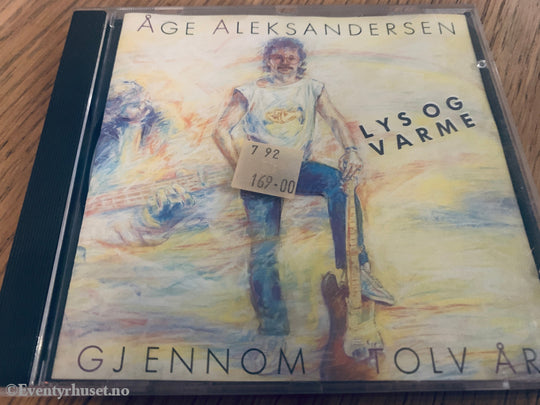 ÅGE ALEKSANDERSEN
LYS OG
VARME
7 92
169-00
GJENNOM TOLV ÅR
© Eventyrhuset.no